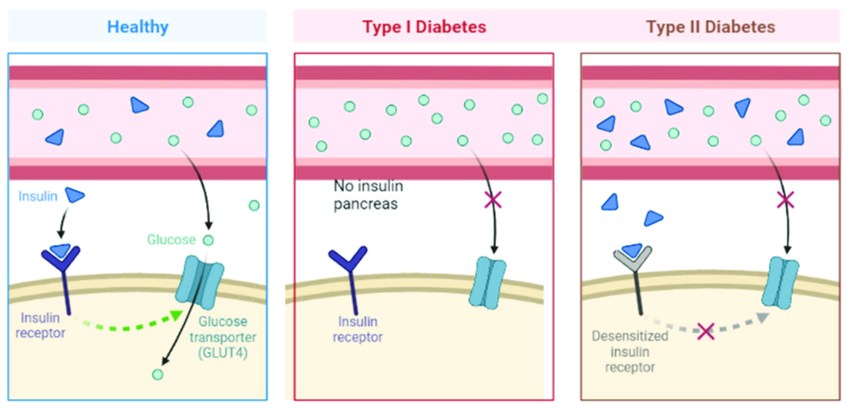 Healthy
Type I Diabetes
Type II Diabetes
Insulin
Glucose
Insulin
receptor
Glucose
transporter
(GLUT4)
No insulin
pancreas
Insulin
receptor
Desensitized
insulin
receptor